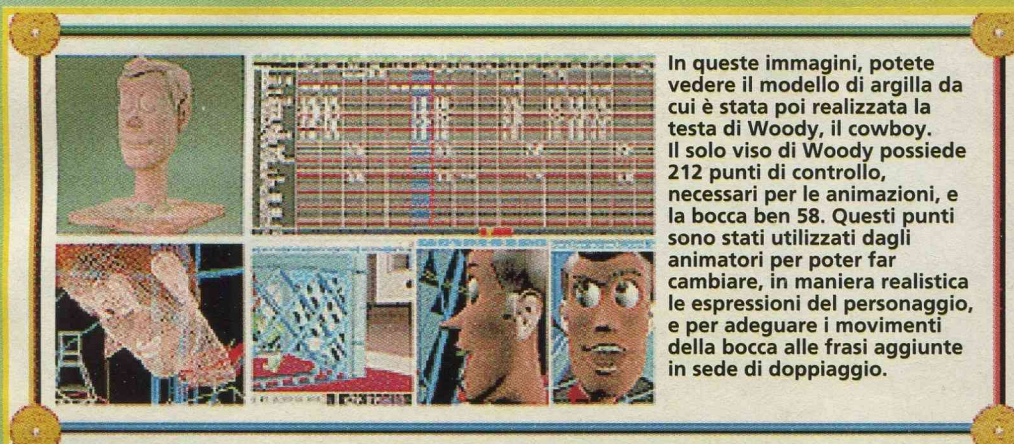 In queste immagini, potete
vedere il modello di argilla da
cui è stata poi realizzata la
testa di Woody, il cowboy.
Il solo viso di Woody possiede
212 punti di controllo,
necessari per le animazioni, e
la bocca ben 58. Questi punti
sono stati utilizzati dagli
animatori per poter far
cambiare, in maniera realistica
le espressioni del personaggio,
e per adeguare i movimenti
della bocca alle frasi aggiunte
in sede di doppiaggio.